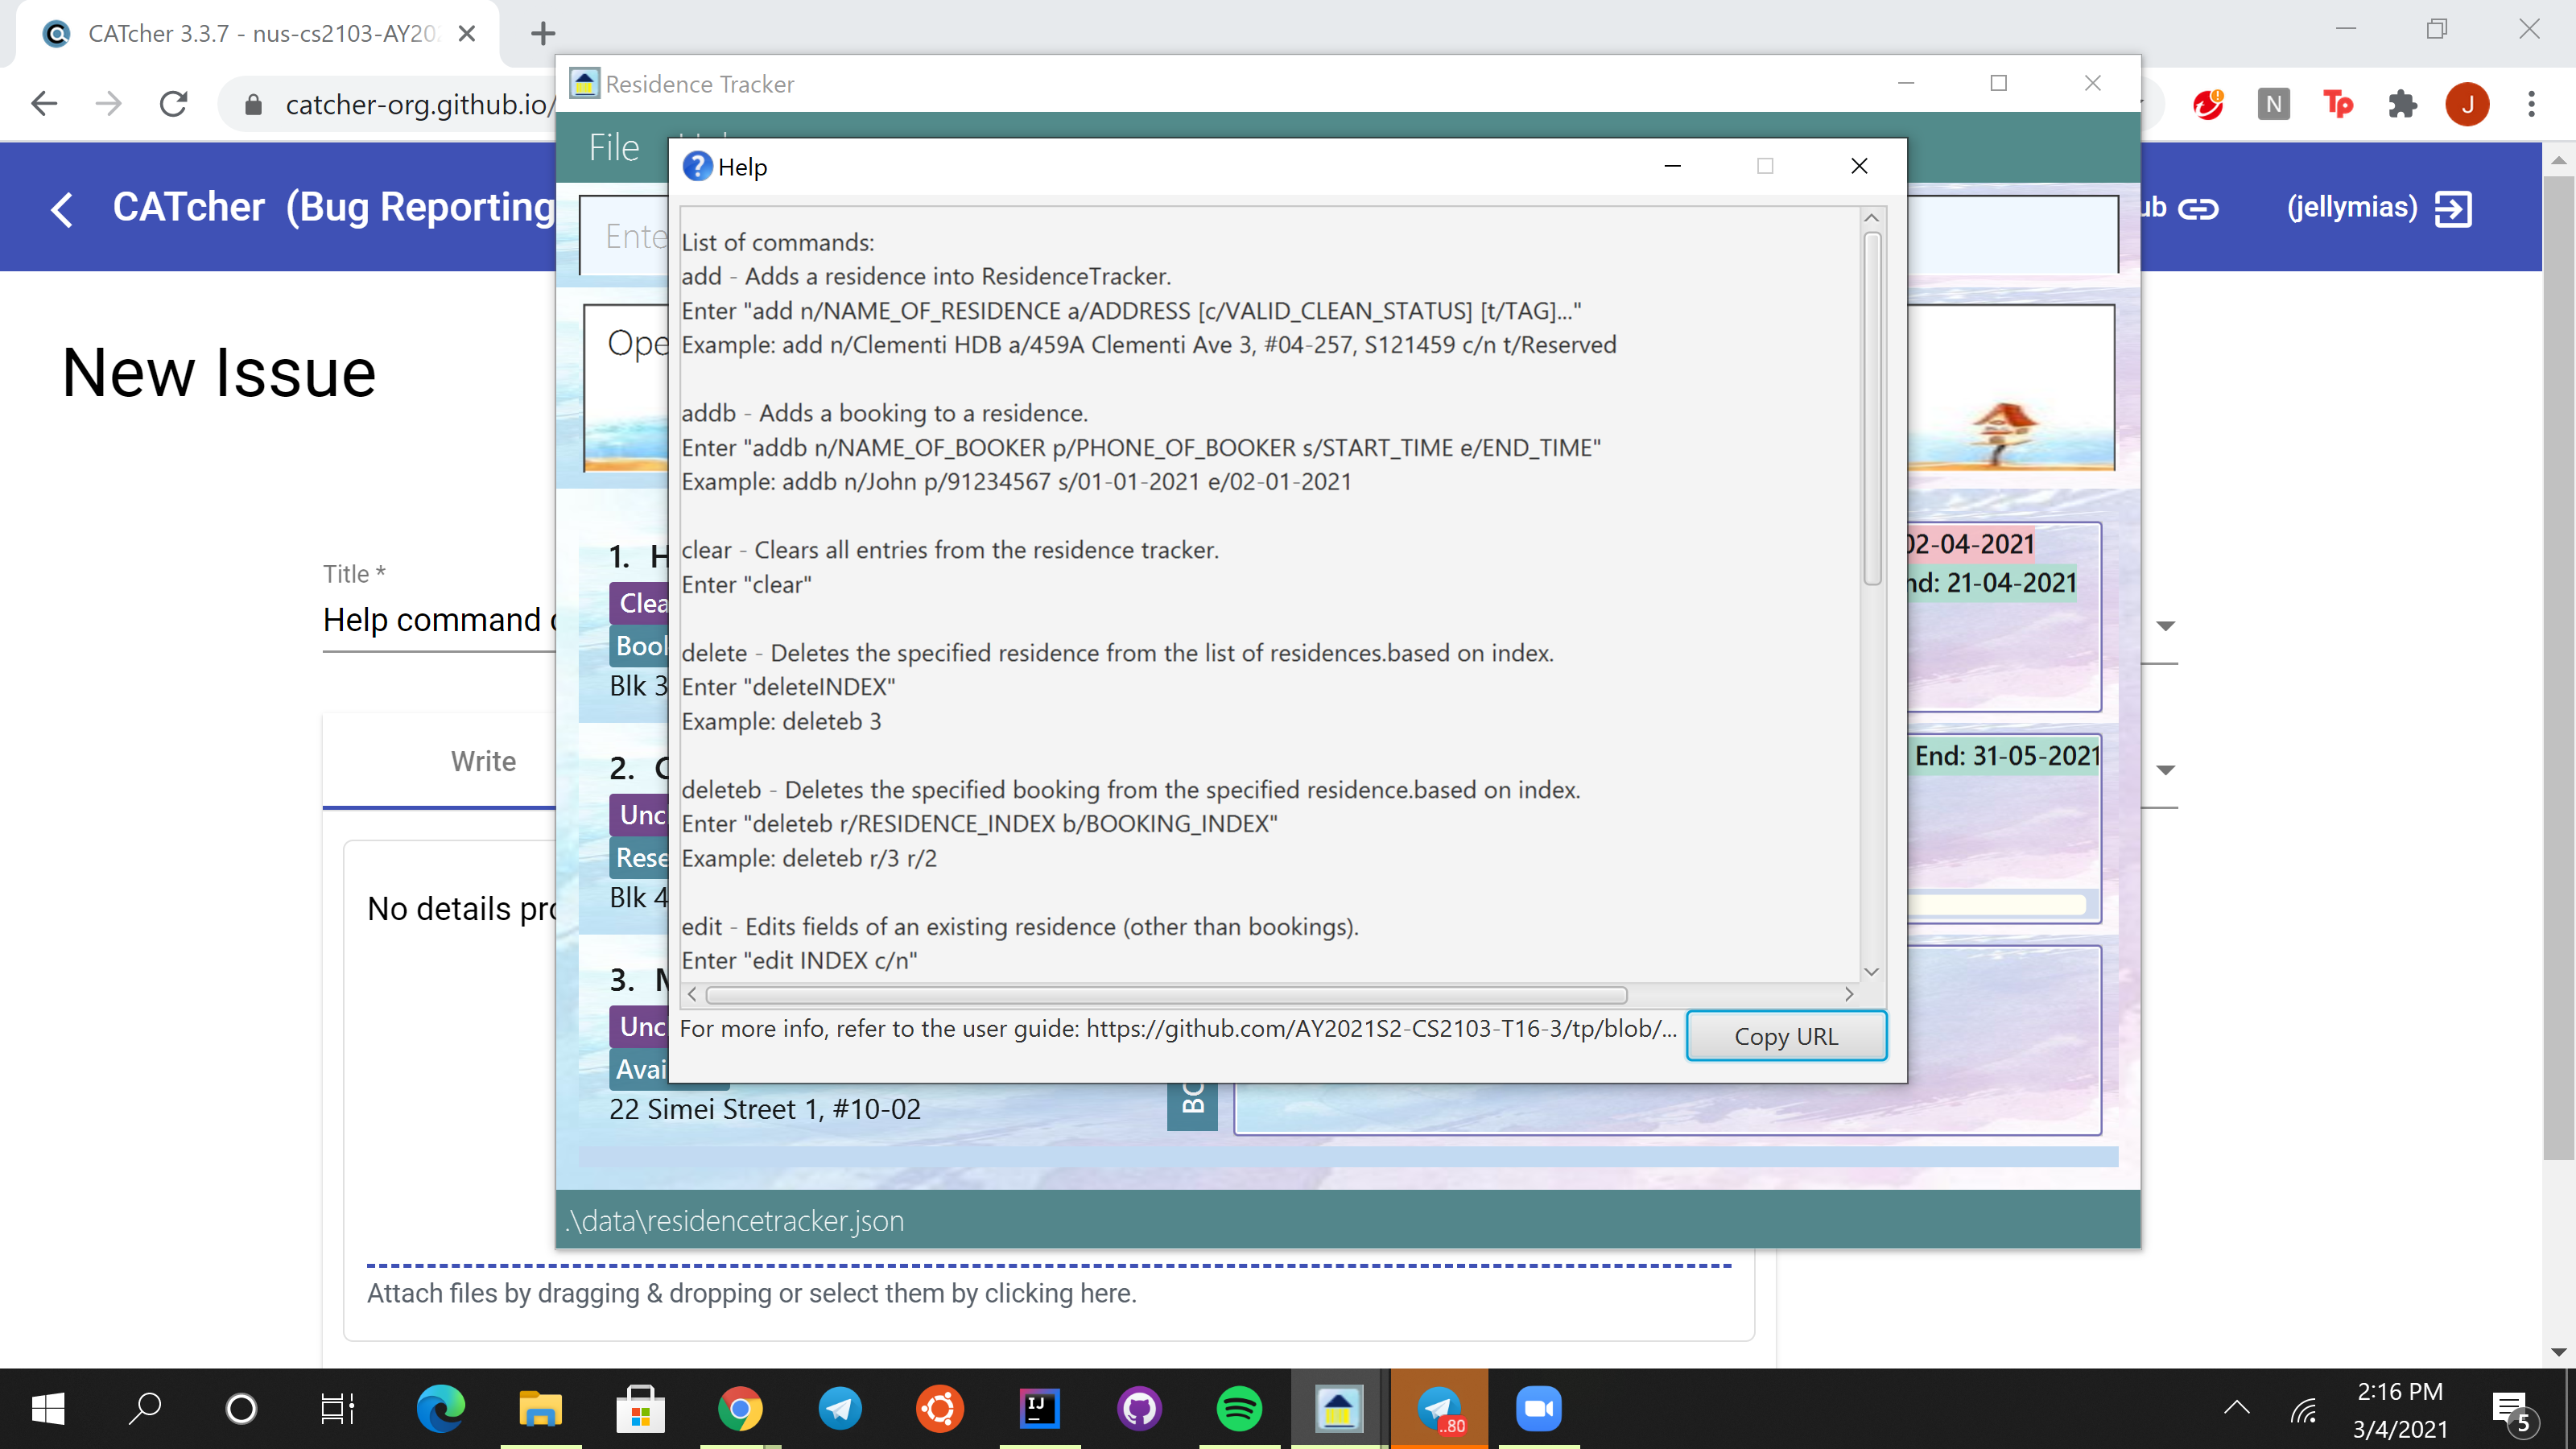 CATcher 3.3.7 - nus-cs2103-AY20
catcher-org.github.io/
N
Tp
J
Residence Tracker
File
CATcher (Bug Reporting
ub
(jellymias)
Help
List of commands:
add - Adds a residence into ResidenceTracker.
Enter "add n/NAME_OF_RESIDENCE a/ADDRESS [c/VALID_CLEAN_STATUS] [t/TAG]..."
Example: add n/Clementi HDB a/459A Clementi Ave 3, #04-257, S121459 c/n t/Reserved
addb - Adds a booking to a residence.
Enter "addb n/NAME_OF_BOOKER p/PHONE_OF_BOOKER s/START_TIME e/END_TIME"
Example: addb n/John p/91234567 s/01-01-2021 e/02-01-2021
clear - Clears all entries from the residence tracker.
Enter "clear"
delete - Deletes the specified residence from the list of residences.based on index.
Enter "deleteINDEX"
Example: deleteb 3
deleteb - Deletes the specified booking from the specified residence.based on index.
Enter "deleteb r/RESIDENCE_INDEX b/BOOKING_INDEX"
Example: deleteb r/3 r/2
edit - Edits fields of an existing residence (other than bookings).
Enter "edit INDEX c/n"
For more info, refer to the user guide: https://github.com/AY2021S2-CS2103-T16-3/tp/blob/...
Copy URL
Ente
Ope
1. H
Clea
Book
Blk 3
02-04-2021
nd: 21-04-2021
2. C
Uncl
Rese
Blk 4
End: 31-05-2021
3. M
Uncl
Avai
22 Simei Street 1, #10-02
BO
.\data\residencetracker.json
New Issue
Title *
Help command
Write
No details pro
Attach files by dragging & dropping or select them by clicking here.
IJ
..80
2:16 PM
3/4/2021
5